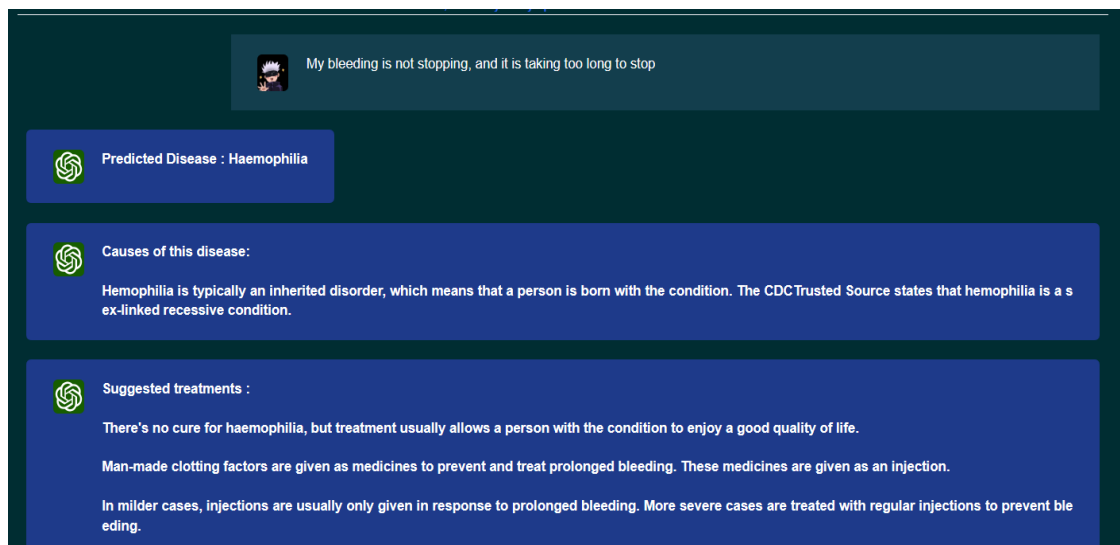 My bleeding is not stopping, and it is taking too long to stop
Predicted Disease : Haemophilia
Causes of this disease:
Hemophilia is typically an inherited disorder, which means that a person is born with the condition. The CDCTrusted Source states that hemophilia is a s
ex-linked recessive condition.
Suggested treatments :
There's no cure for haemophilia, but treatment usually allows a person with the condition to enjoy a good quality of life.
Man-made clotting factors are given as medicines to prevent and treat prolonged bleeding. These medicines are given as an injection.
In milder cases, injections are usually only given in response to prolonged bleeding. More severe cases are treated with regular injections to prevent ble
eding.